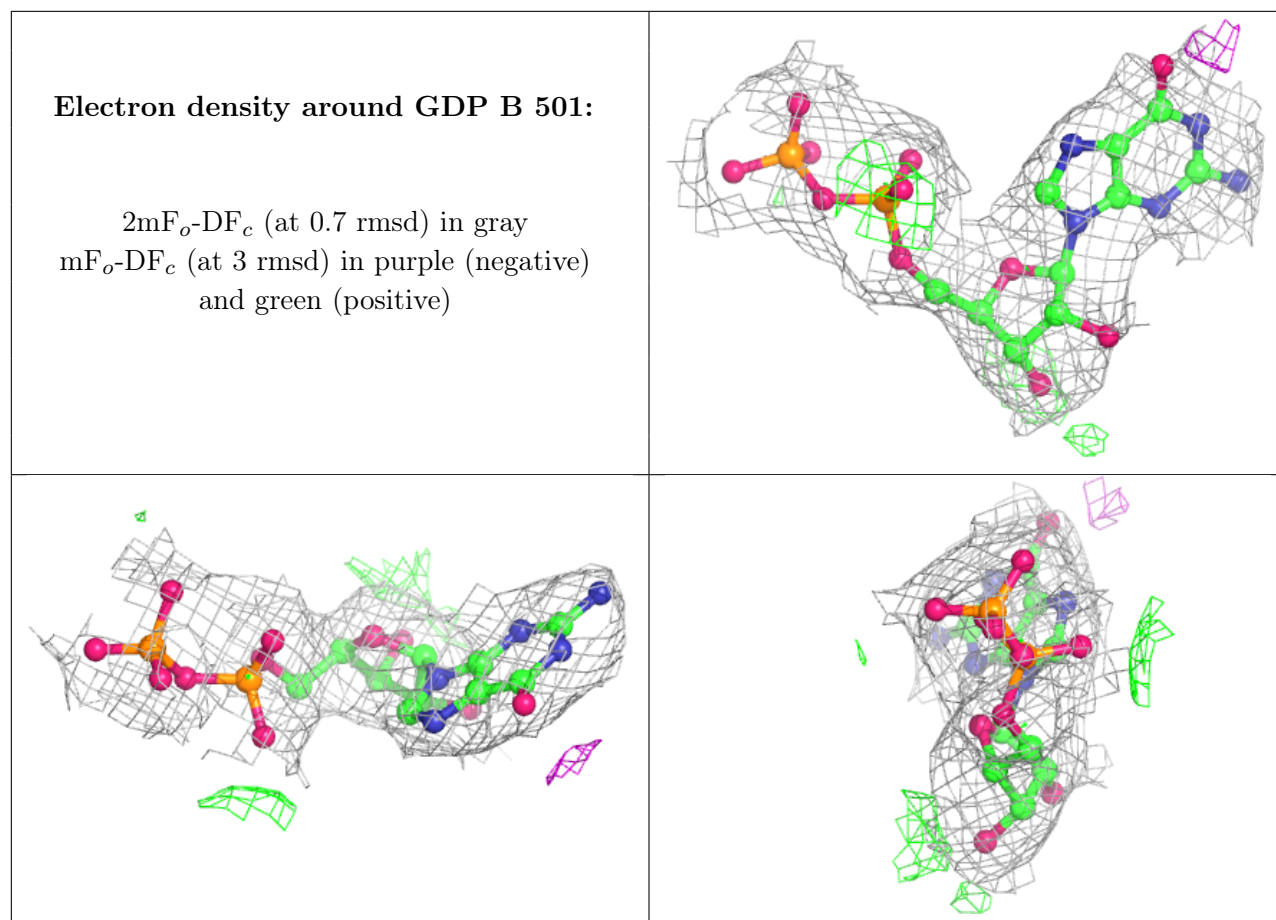 Electron density around GDP B 501:
2mFo-DFc (at 0.7 rmsd) in gray
mFo-DFc (at 3 rmsd) in purple (negative)
and green (positive)